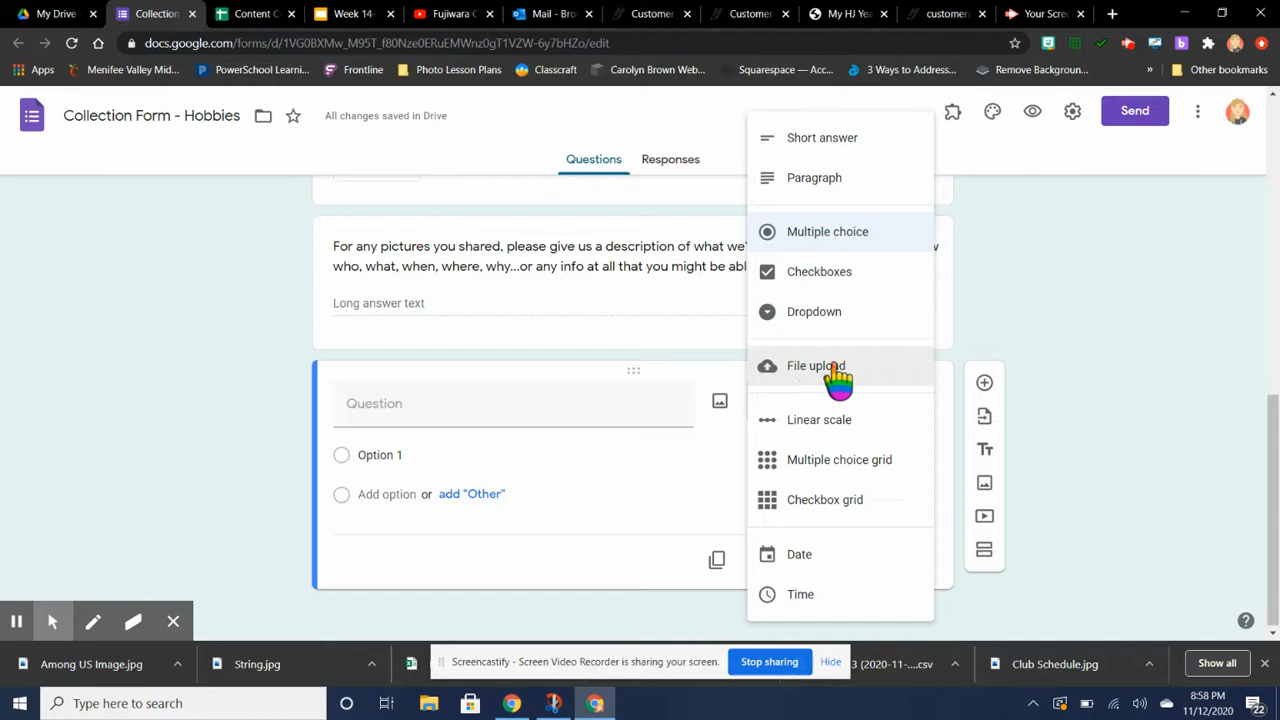 My Drive
Collection
Content C
Week 14-
Fujiwara C
Mail - Bro
Customer
Customer
My HJ Yea
customera
Your Scree
docs.google.com/forms/d/1VG0BXMw_M95T_f80Nze0ERuEMWnz0gT1VZW-6y7bHZo/edit
Apps
Menifee Valley Mid...
PowerSchool Learni...
Frontline
Photo Lesson Plans
Classcraft
Carolyn Brown Web...
Squarespace — Acc...
3 Ways to Address...
Remove Background...
»
Other bookmarks
Collection Form - Hobbies
All changes saved in Drive
Send
Questions
Responses
For any pictures you shared, please give us a description of what we'
who, what, when, where, why...or any info at all that you might be abl
Long answer text
Question
Option 1
Add option or add "Other"
Short answer
Paragraph
Multiple choice
Checkboxes
Dropdown
File upload
Linear scale
Multiple choice grid
Checkbox grid
Date
Time
Among US Image.jpg
String.jpg
Screencastify - Screen Video Recorder is sharing your screen.
Stop sharing
Hide
3 (2020-11-....csv
Club Schedule.jpg
Show all
Type here to search
8:58 PM
11/12/2020
22